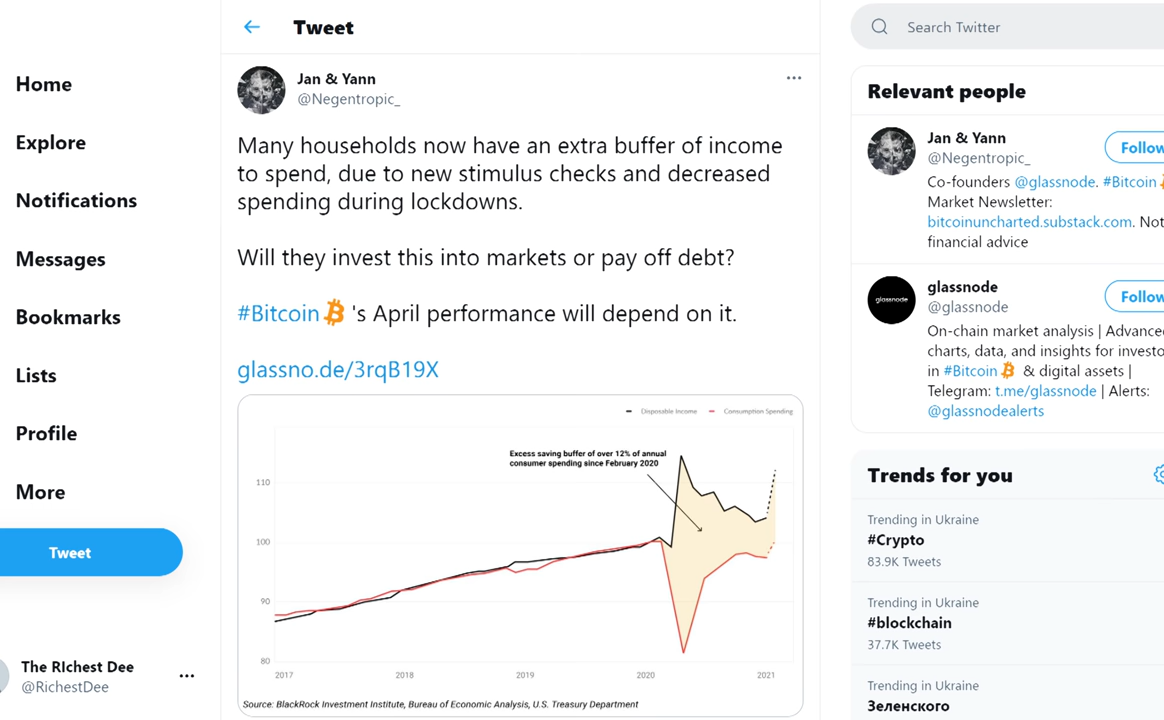 Home
Explore
Notifications
Messages
Bookmarks
Lists
Profile
More
Tweet
The RIchest Dee
@RichestDee
Tweet
Jan & Yann
@Negentropic_
Many households now have an extra buffer of income
to spend, due to new stimulus checks and decreased
spending during lockdowns.
Will they invest this into markets or pay off debt?
#Bitcoin 's April performance will depend on it.
glassno.de/3rqB19X
Disposable Income
Consumption Spending
Excess saving buffer of over 12% of annual
consumer spending since February 2020
110
100
90
80
2017
2018
2019
2020
2021
Source: BlackRock Investment Institute, Bureau of Economic Analysis, U.S. Treasury Department
Search Twitter
Relevant people
Jan & Yann
@Negentropic_
Follow
Co-founders @glassnode. #Bitcoin
Market Newsletter:
bitcoinuncharted.substack.com. Not
financial advice
glassnode
glassnode
@glassnode
Follow
On-chain market analysis | Advanced
charts, data, and insights for investo
in #Bitcoin & digital assets |
Telegram: t.me/glassnode | Alerts:
@glassnodealerts
Trends for you
Trending in Ukraine
#Crypto
83.9K Tweets
Trending in Ukraine
#blockchain
37.7K Tweets
Trending in Ukraine
Зеленского